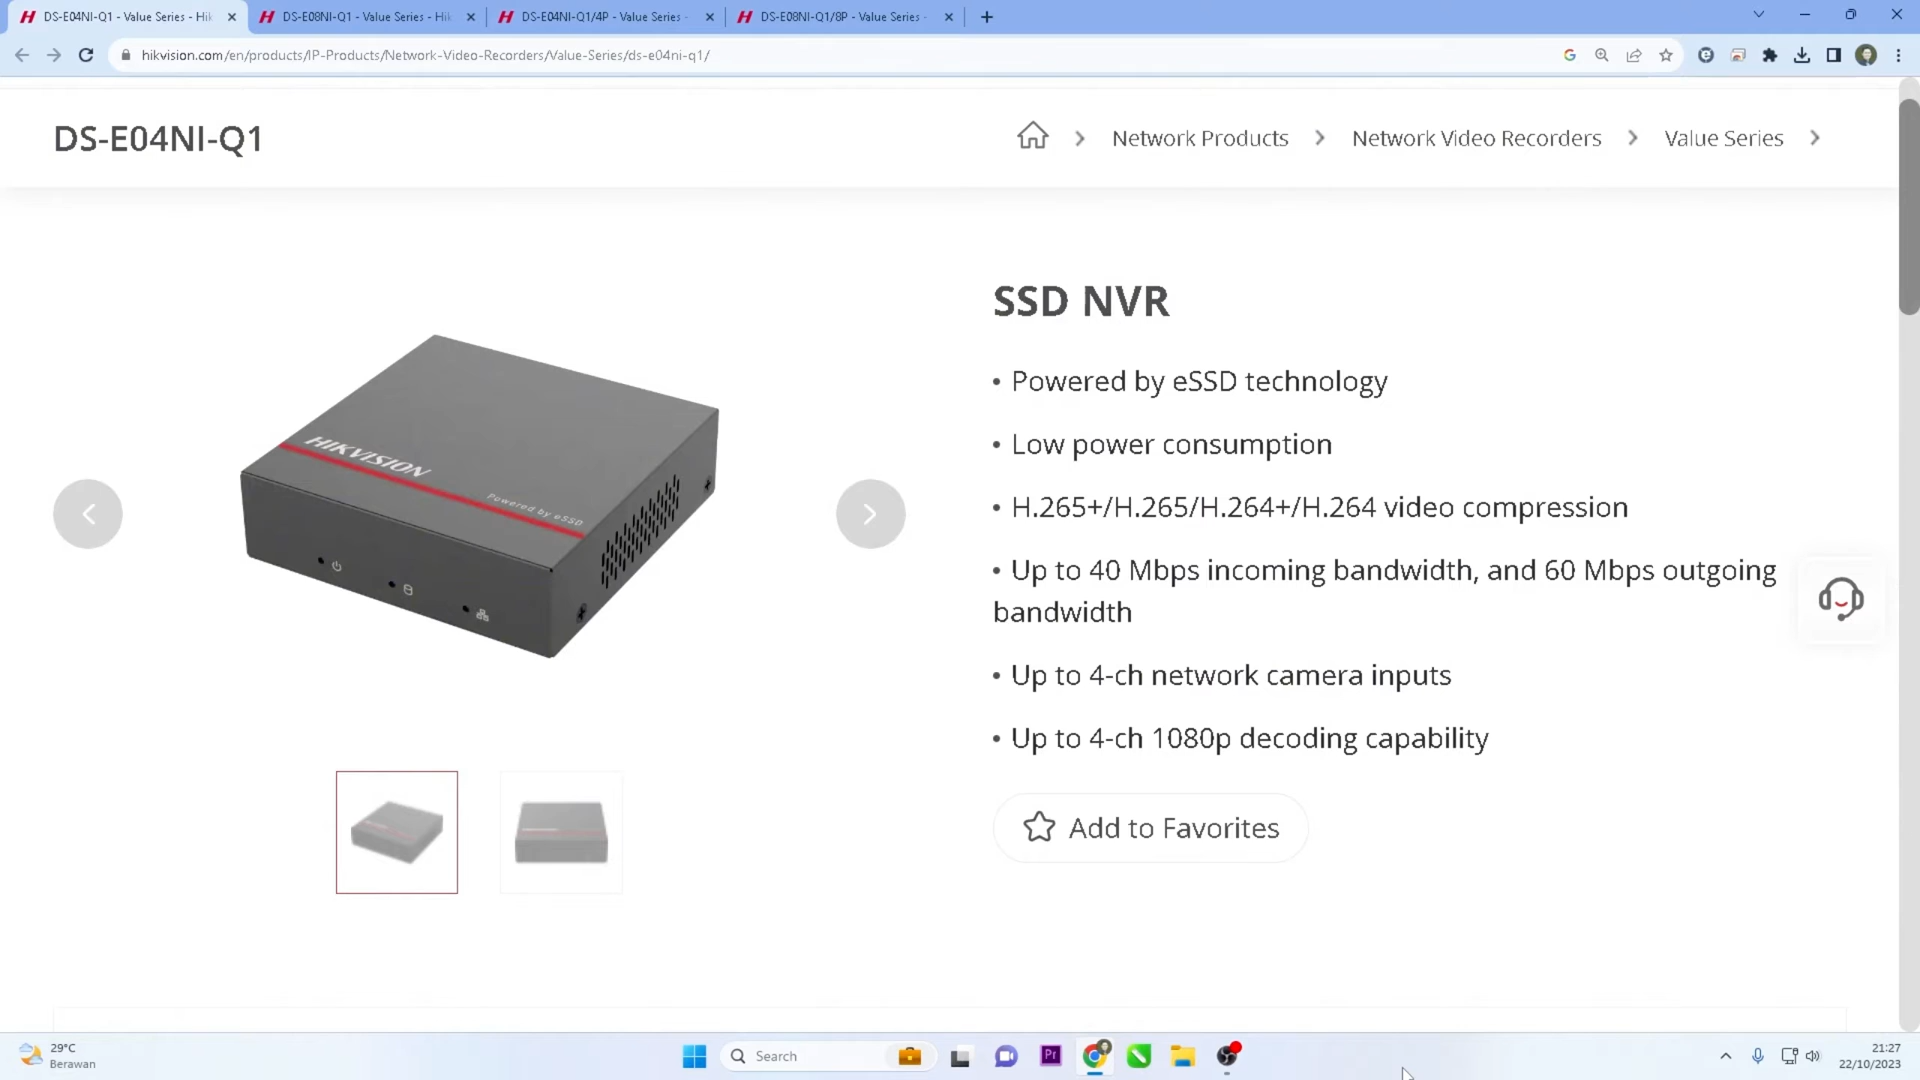 DS-E04NI-Q1 - Value Series - Hik
DS-E08NI-Q1 - Value Series - Hik
DS-E04NI-Q1/4P - Value Series -
DS-E08NI-Q1/8P - Value Series -
hikvision.com/en/products/IP-Products/Network-Video-Recorders/Value-Series/ds-e04ni-q1/
DS-E04NI-Q1
Network Products
Network Video Recorders
Value Series
SSD NVR
• Powered by eSSD technology
• Low power consumption
• H.265+/H.265/H.264+/H.264 video compression
• Up to 40 Mbps incoming bandwidth, and 60 Mbps outgoing
bandwidth
• Up to 4-ch network camera inputs
• Up to 4-ch 1080p decoding capability
Add to Favorites
HIKVISION
Powered by eSSD
29°C
Berawan
Search
Pr
21:27
22/10/2023